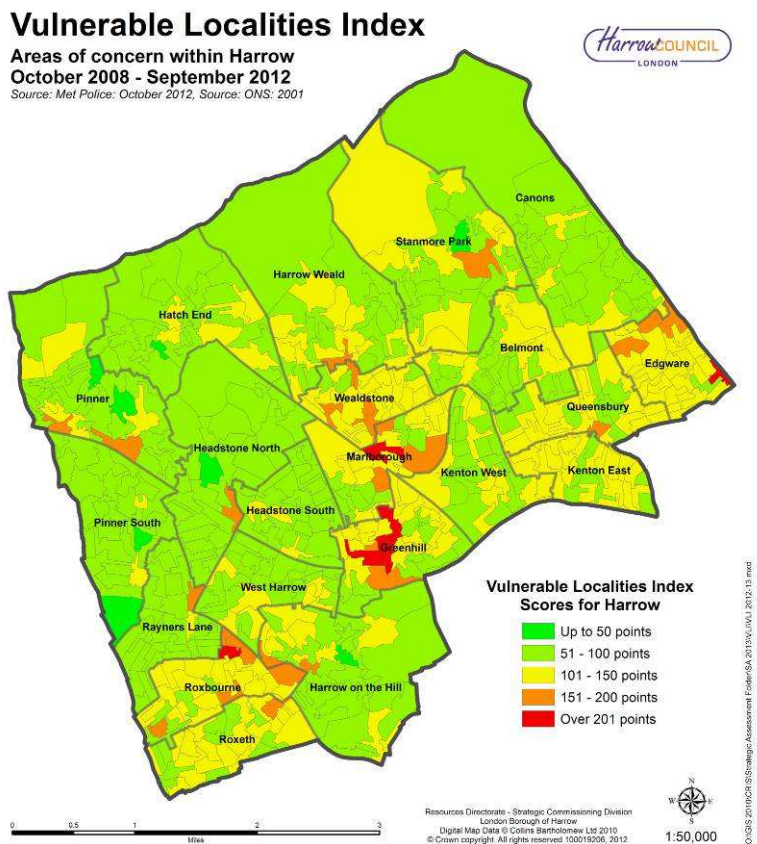 Vulnerable Localities Index
Areas of concern within Harrow
October 2008 - September 2012
Source: Met Police: October 2012, Source: ONS: 2001
HarrowCOUNCIL
LONDON
Canons
Stanmore Park
Harrow Weald
Hatch End
Belmont
Edgware
Pinner
Wealdstone
Queensbury
Headstone North
Marlborough
Kenton West
Kenton East
Pinner South
Headstone South
Greenhill
West Harrow
Rayners Lane
Roxbourne
Harrow on the Hill
Roxeth
Vulnerable Localities Index
Scores for Harrow
Up to 50 points
51 - 100 points
101 - 150 points
151 - 200 points
Over 201 points
N
W E
S
1:50,000
0 0.5 1 2 3
Miles
Resources Directorate - Strategic Commissioning Division
London Borough of Harrow
Digital Map Data © Collins Bartholomew Ltd 2010
© Crown copyright. All rights reserved 100019206, 2012